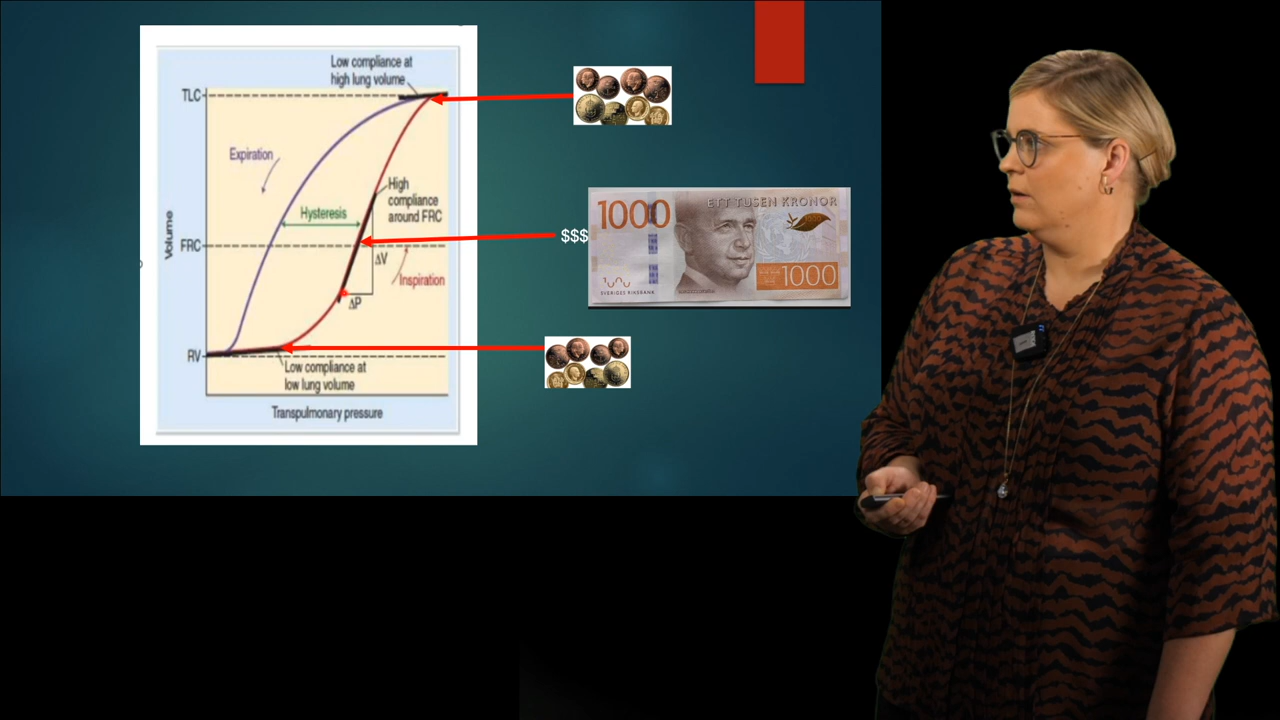 Low compliance at
high lung volume
TLC
Expiration
High
compliance
around FRC
Hysteresis
Volume
FRC
ΔV
Inspiration
ΔP
RV
Low compliance at
low lung volume
Transpulmonary pressure
$$$
1000
ETT TUSEN KRONOR
1000
SVERIGES RIKSBANK